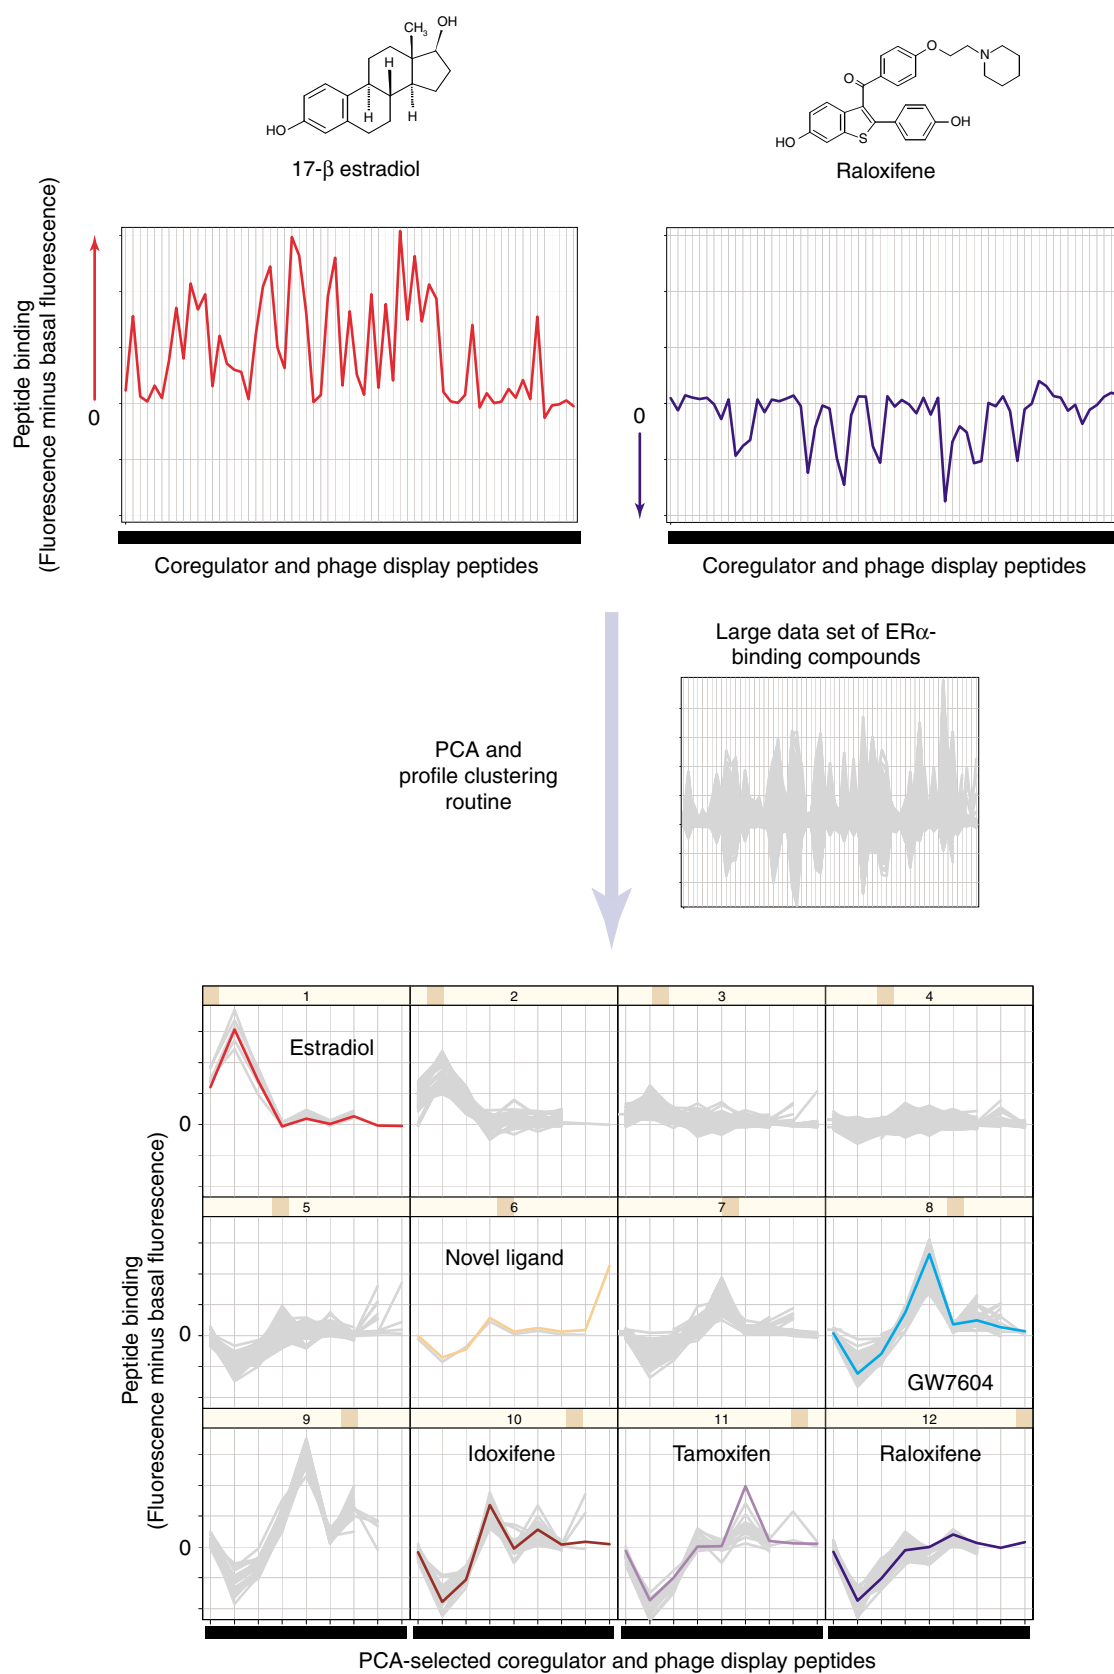 OH
CH3
H
H
H
HO
17-β estradiol
O
N
O
OH
S
HO
Raloxifene
Peptide binding
(Fluorescence minus basal fluorescence)
0
0
Coregulator and phage display peptides
Coregulator and phage display peptides
Large data set of ERα-
binding compounds
PCA and
profile clustering
routine
1
2
3
4
Estradiol
0
5
6
7
8
Novel ligand
0
GW7604
9
10
11
12
Idoxifene
Tamoxifen
Raloxifene
0
Peptide binding
(Fluorescence minus basal fluorescence)
PCA-selected coregulator and phage display peptides